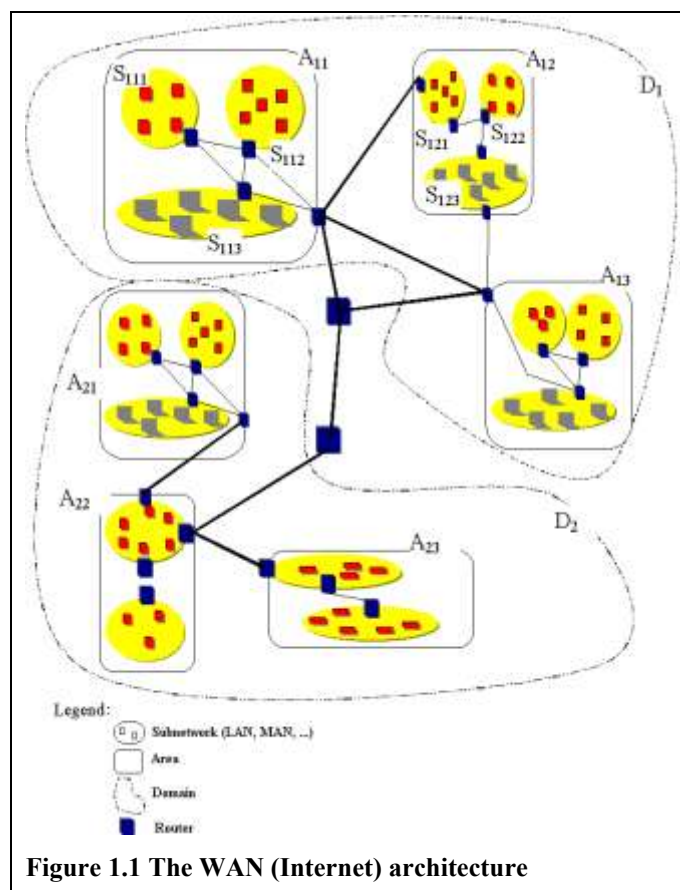 A11
S111
S112
S113
A12
D1
S121
S122
S123
A13
A21
A22
D2
A23
Legend:
Subnetwork (LAN, MAN, ...)
Area
Domain
Router
Figure 1.1 The WAN (Internet) architecture